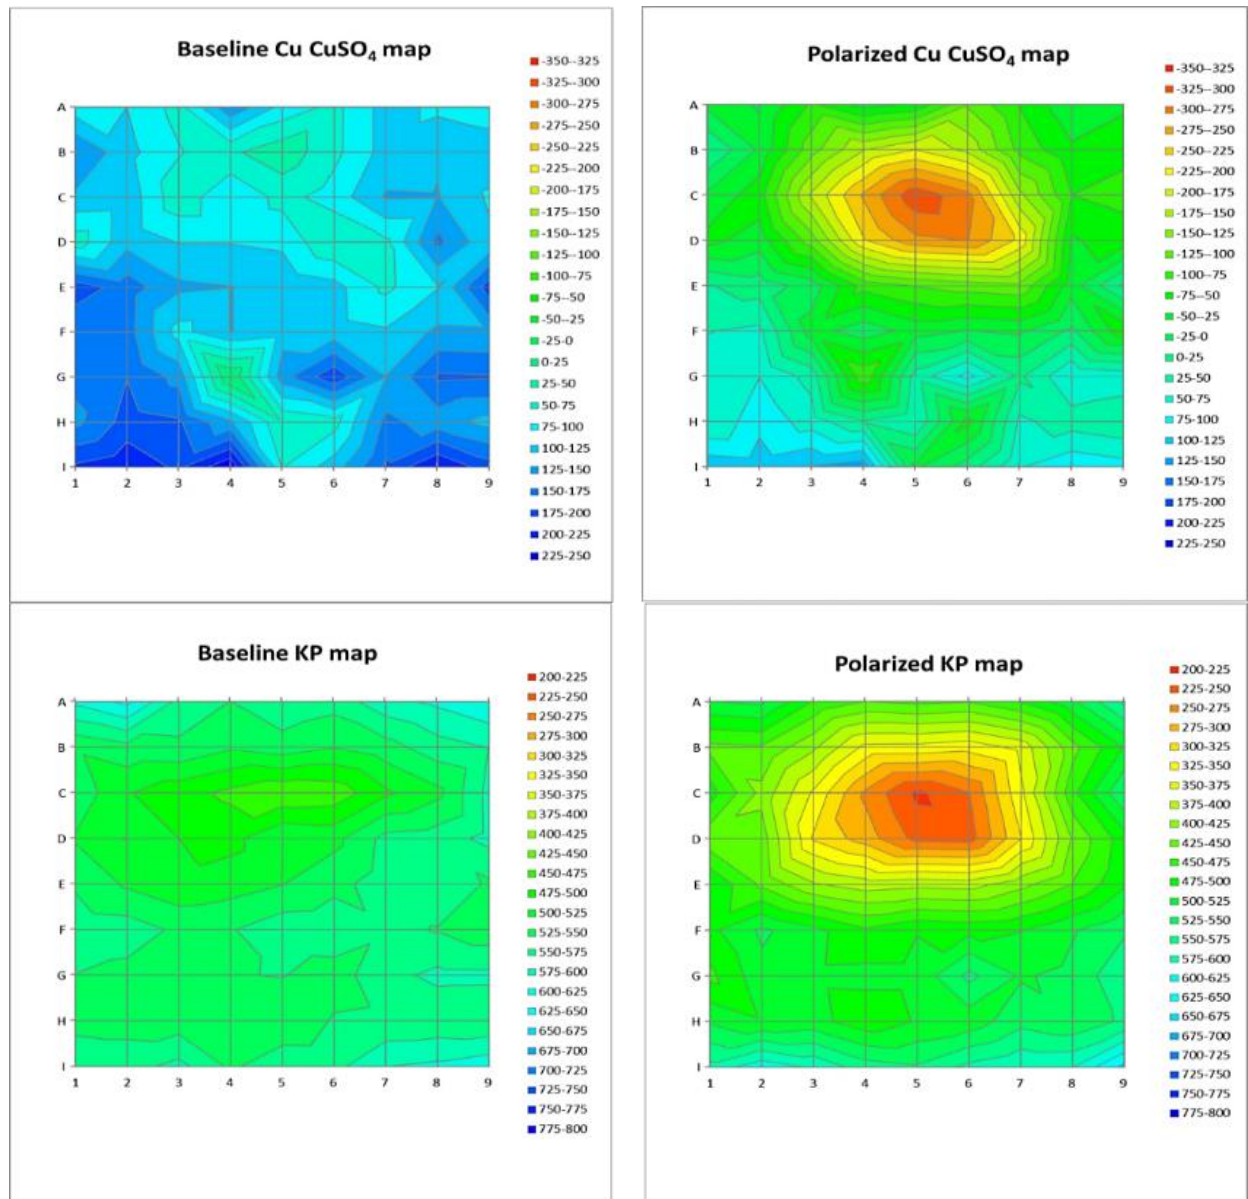 Baseline Cu CuSO4 map
-350--325
-325--300
-300--275
-275--250
-250--225
-225--200
-200--175
-175--150
-150--125
-125--100
-100--75
-75--50
-50--25
-25-0
0-25
25-50
50-75
75-100
100-125
125-150
150-175
175-200
200-225
225-250
A
B
C
D
E
F
G
H
I
1 2 3 4 5 6 7 8 9
Polarized Cu CuSO4 map
-350--325
-325--300
-300--275
-275--250
-250--225
-225--200
-200--175
-175--150
-150--125
-125--100
-100--75
-75--50
-50--25
-25-0
0-25
25-50
50-75
75-100
100-125
125-150
150-175
175-200
200-225
225-250
A
B
C
D
E
F
G
H
I
1 2 3 4 5 6 7 8 9
Baseline KP map
200-225
225-250
250-275
275-300
300-325
325-350
350-375
375-400
400-425
425-450
450-475
475-500
500-525
525-550
550-575
575-600
600-625
625-650
650-675
675-700
700-725
725-750
750-775
775-800
A
B
C
D
E
F
G
H
I
1 2 3 4 5 6 7 8 9
Polarized KP map
200-225
225-250
250-275
275-300
300-325
325-350
350-375
375-400
400-425
425-450
450-475
475-500
500-525
525-550
550-575
575-600
600-625
625-650
650-675
675-700
700-725
725-750
750-775
775-800
A
B
C
D
E
F
G
H
I
1 2 3 4 5 6 7 8 9